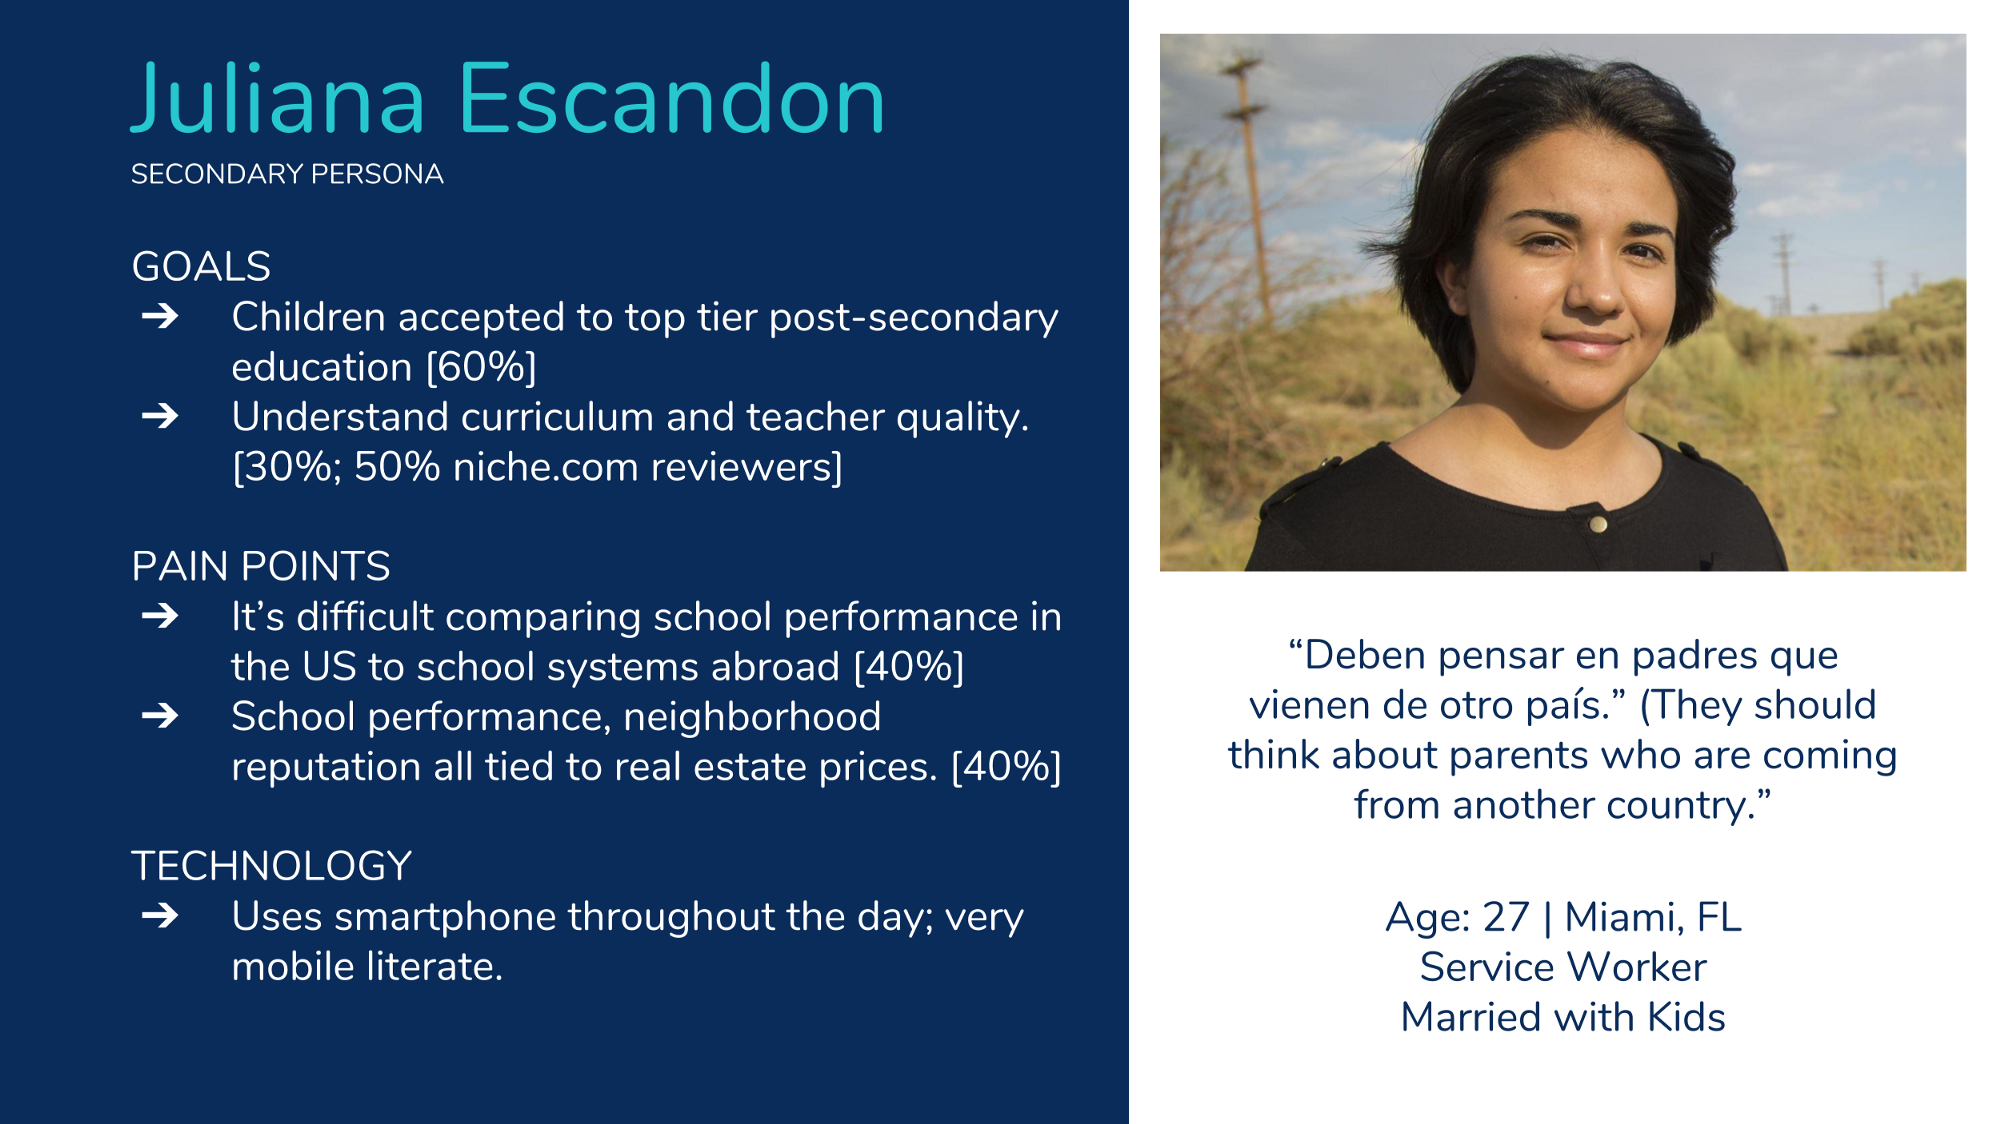 Juliana Escandon
SECONDARY PERSONA
GOALS
➔ Children accepted to top tier post-secondary
education [60%]
➔ Understand curriculum and teacher quality.
[30%; 50% niche.com reviewers]
PAIN POINTS
➔ It’s difficult comparing school performance in
the US to school systems abroad [40%]
➔ School performance, neighborhood
reputation all tied to real estate prices. [40%]
TECHNOLOGY
➔ Uses smartphone throughout the day; very
mobile literate.
“Deben pensar en padres que
vienen de otro país.” (They should
think about parents who are coming
from another country.”
Age: 27 | Miami, FL
Service Worker
Married with Kids